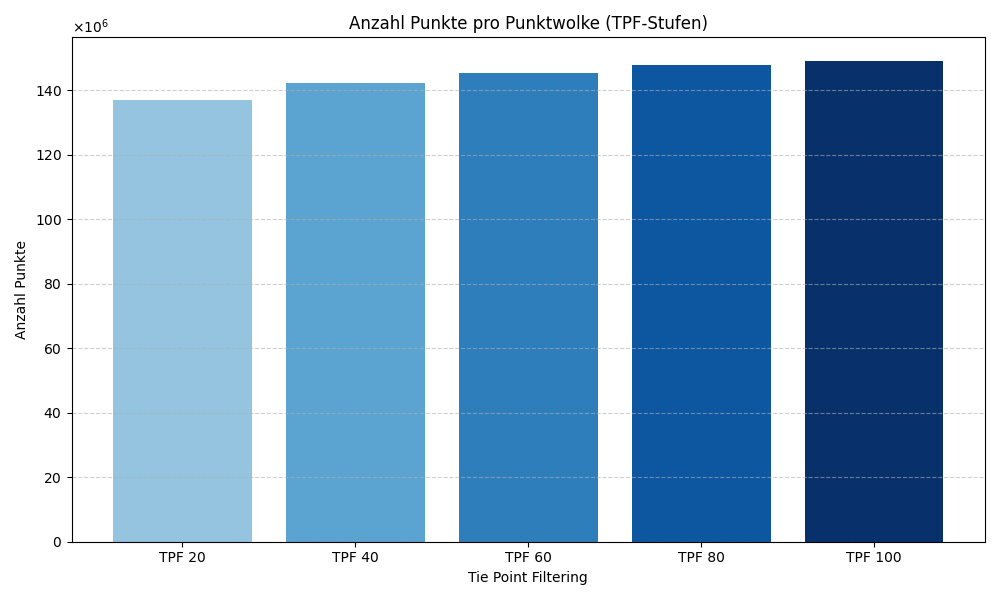 Anzahl Punkte pro Punktwolke (TPF-Stufen)
×10⁶
140
120
100
80
60
40
20
0
Anzahl Punkte
TPF 20 TPF 40 TPF 60 TPF 80 TPF 100
Tie Point Filtering